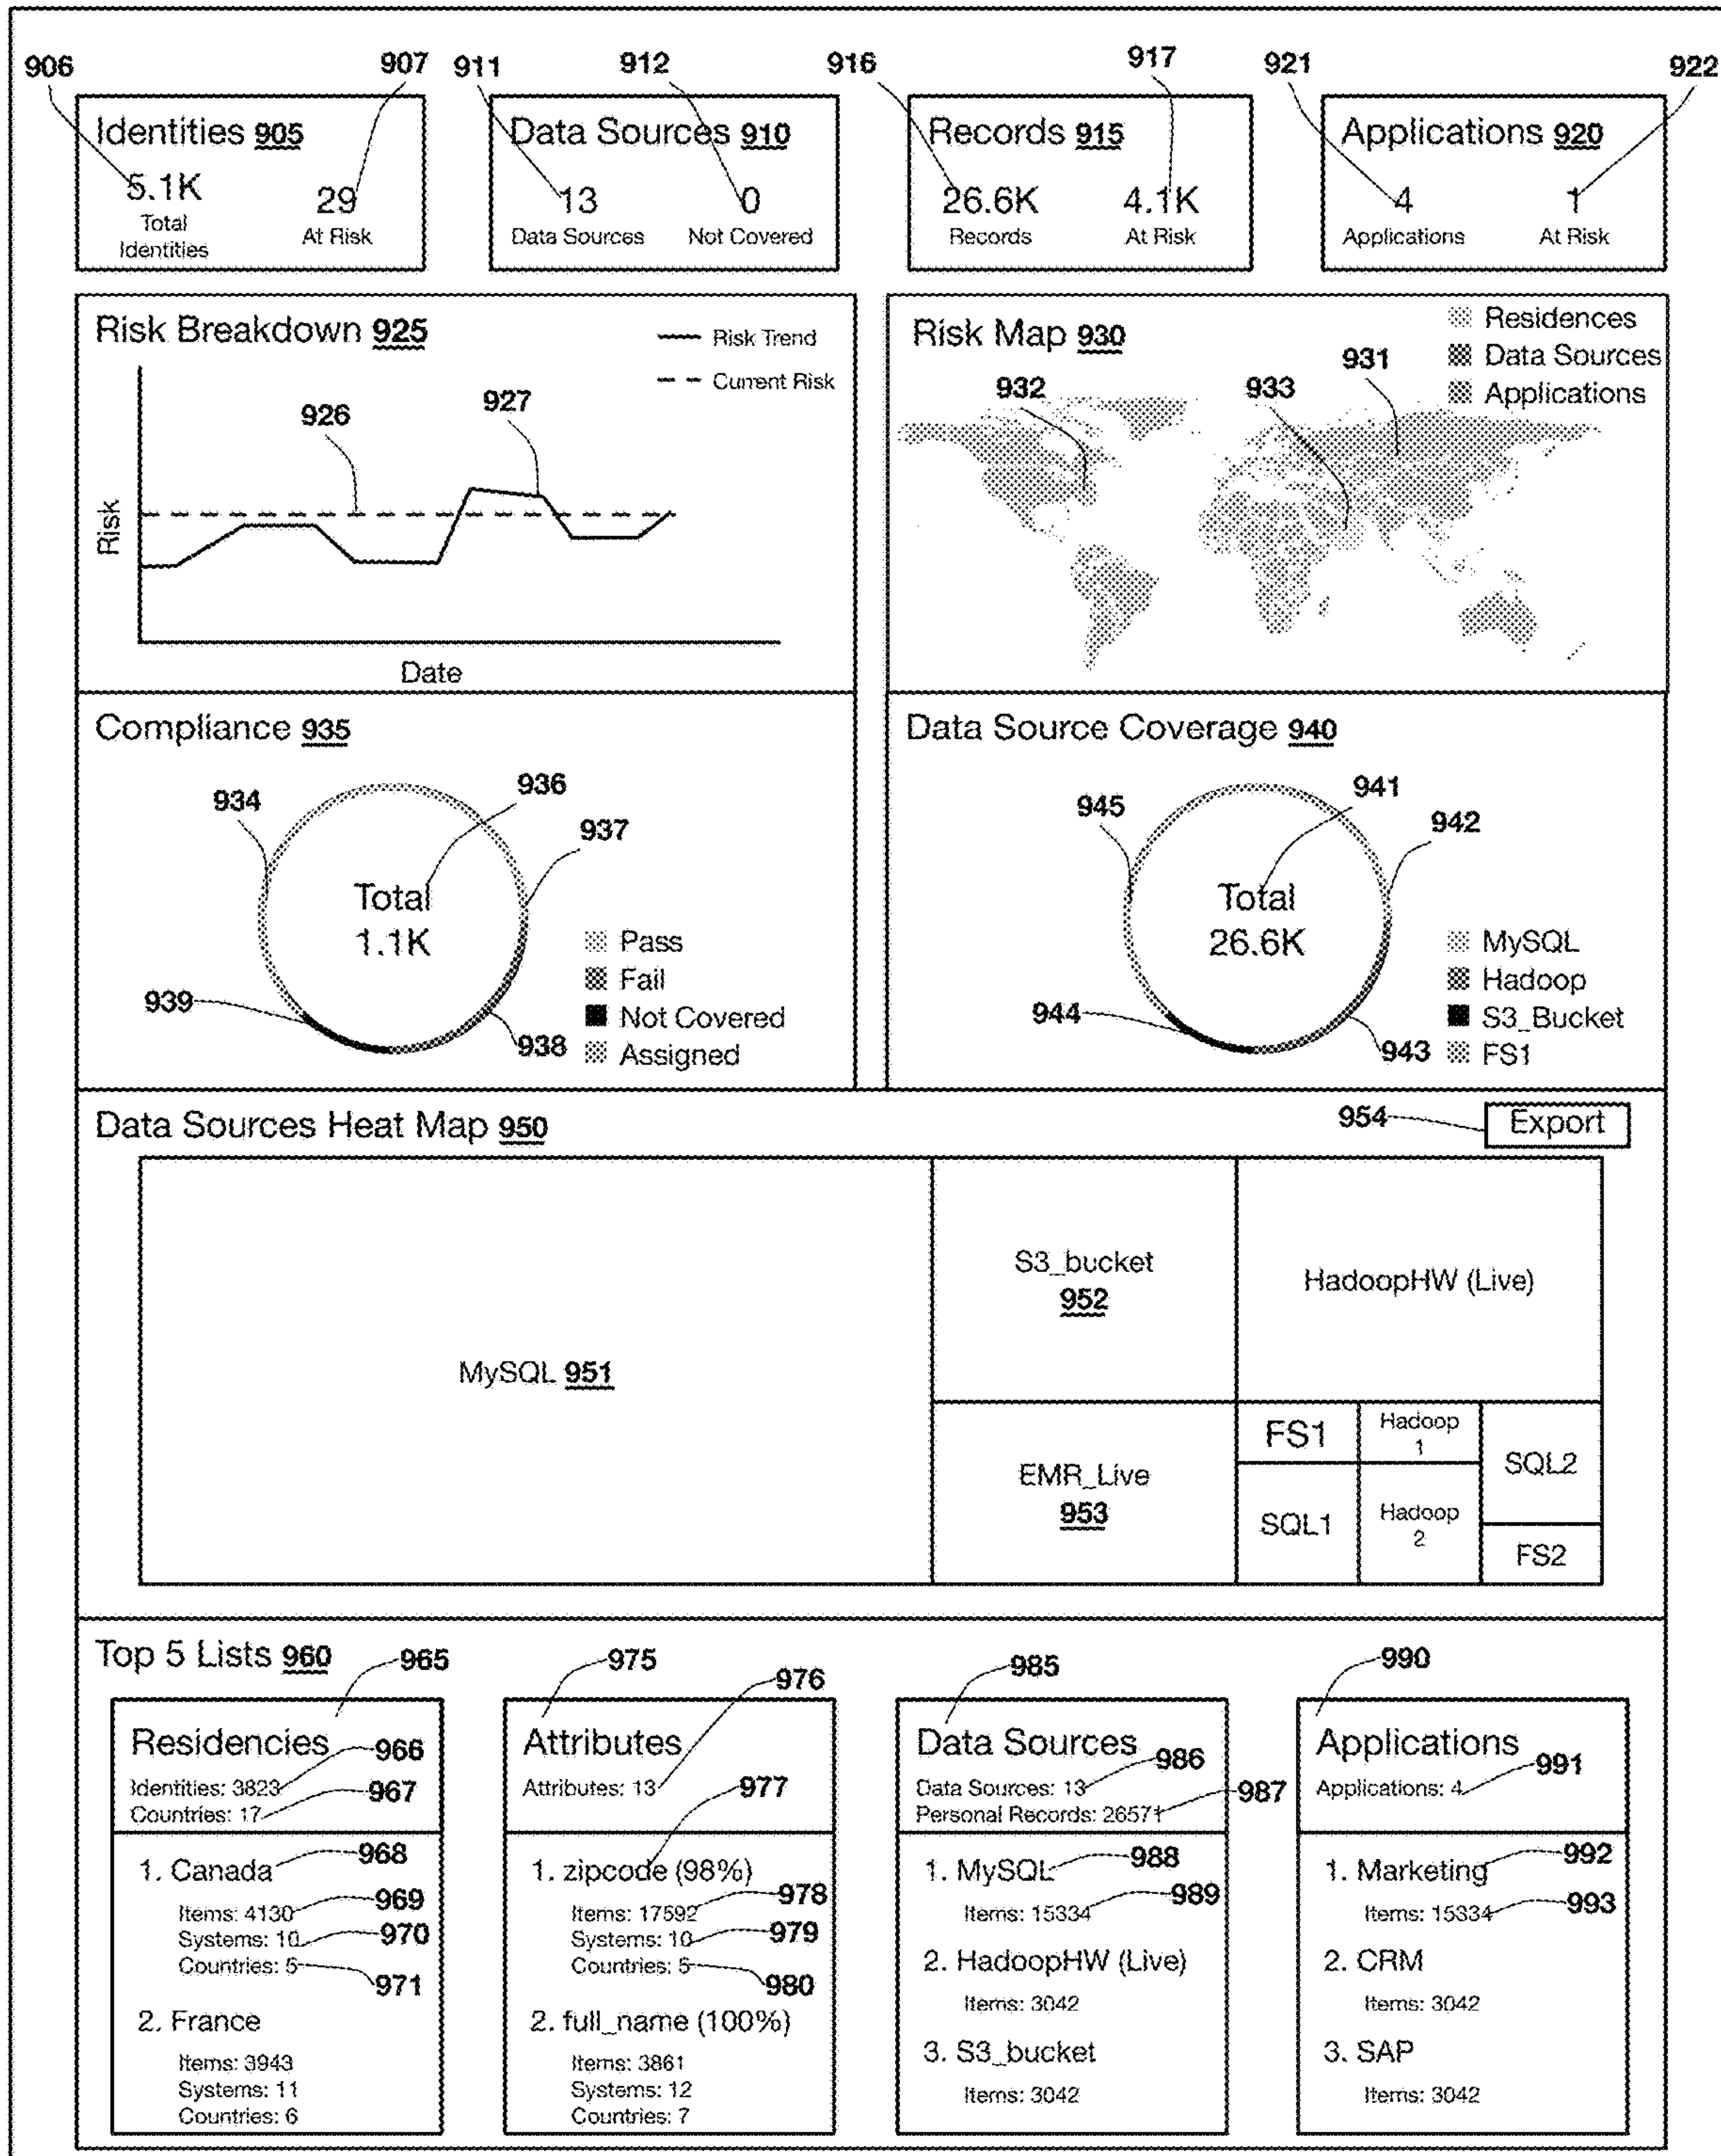 906 907 911 912 916 917 921 922
Identities 905
5.1K 29
Total Identities At Risk
Data Sources 910
13 0
Data Sources Not Covered
Records 915
26.6K 4.1K
Records At Risk
Applications 920
4 1
Applications At Risk
Risk Breakdown 925
Risk Trend
Current Risk
926 927
Risk
Date
Risk Map 930
Residences
Data Sources
Applications
931
932 933
Compliance 935
934 936 937
Total
1.1K
Pass
Fail
Not Covered
Assigned
939 938
Data Source Coverage 940
945 941 942
Total
26.6K
MySQL
Hadoop
S3_Bucket
FS1
944 943
Data Sources Heat Map 950
954 Export
MySQL 951
S3_bucket
952
HadoopHW (Live)
EMR_Live
953
FS1
Hadoop
1
SQL2
SQL1
Hadoop
2
FS2
Top 5 Lists 960
965 975 976 985 990
Residencies
966
Identities: 3823
967
Countries: 17
1. Canada 968
Items: 4130 969
Systems: 10 970
Countries: 5 971
2. France
Items: 3943
Systems: 11
Countries: 6
Attributes
Attributes: 13
977
1. zipcode (98%)
978
Items: 17592
Systems: 10 979
Countries: 5 980
2. full_name (100%)
Items: 3861
Systems: 12
Countries: 7
Data Sources
986
Data Sources: 13
987
Personal Records: 26571
1. MySQL 988
989
Items: 15334
2. HadoopHW (Live)
Items: 3042
3. S3_bucket
Items: 3042
Applications
991
Applications: 4
1. Marketing 992
Items: 15334 993
2. CRM
Items: 3042
3. SAP
Items: 3042